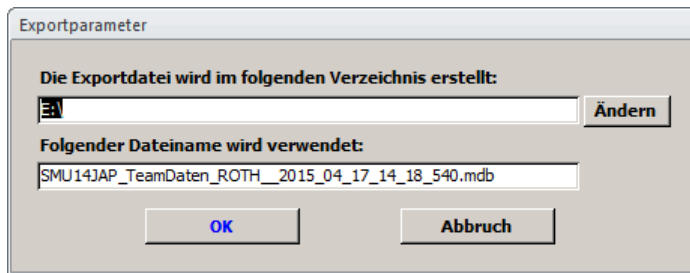 Exportparameter
Die Exportdatei wird im folgenden Verzeichnis erstellt:
E:\
Ändern
Folgender Dateiname wird verwendet:
SMU14JAP_TeamDaten_ROTH__2015_04_17_14_18_540.mdb
OK
Abbruch